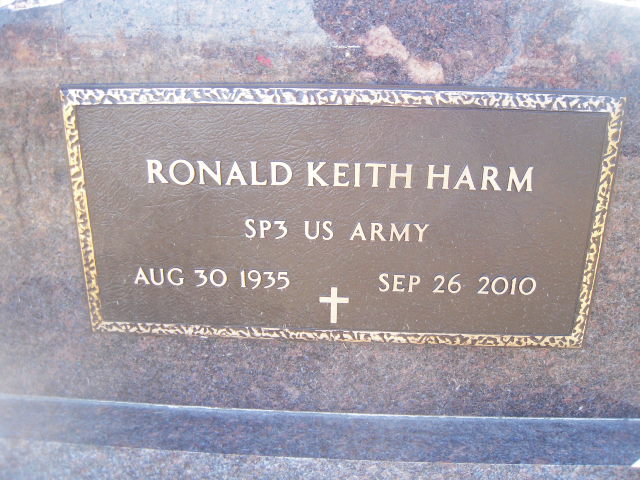 RONALD KEITH HARM
SP3 US ARMY
AUG 30 1935 SEP 26 2010